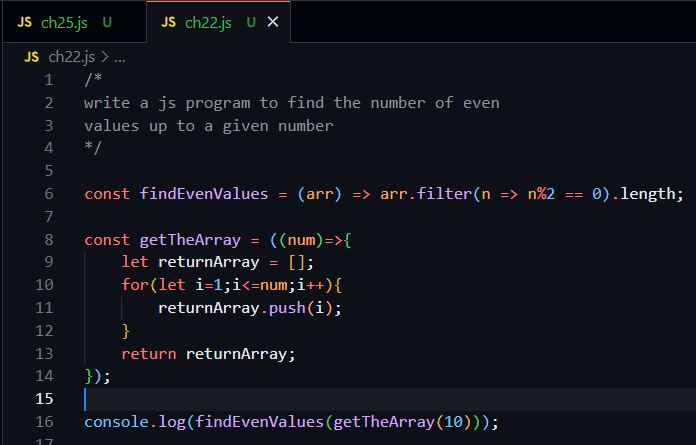 JS ch25.js U JS ch22.js U ×
JS ch22.js > ...
1 /*
2 write a js program to find the number of even
3 values up to a given number
4 */
5
6 const findEvenValues = (arr) => arr.filter(n => n%2 == 0).length;
7
8 const getTheArray = ((num)=>{
9     let returnArray = [];
10     for(let i=1;i<=num;i++){
11         returnArray.push(i);
12     }
13     return returnArray;
14 });
15
16 console.log(findEvenValues(getTheArray(10)));
17